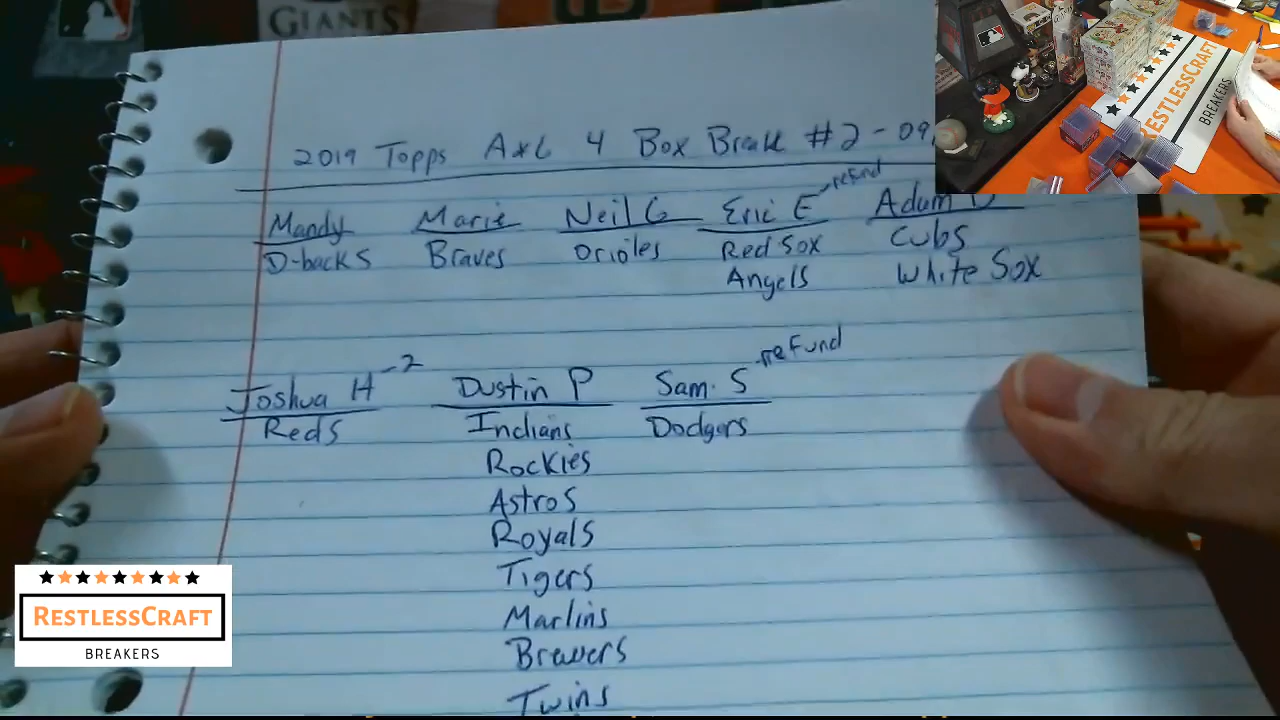 GIANTS
2019 Topps A&G 4 Box Break #2 - 09
Mandy Marie Neil G Eric E -refund Adam
D-backs Braves Orioles Red Sox Cubs
Angels White Sox
Joshua H -2 Dustin P Sam. S -refund
Reds Indians Dodgers
Rockies
Astros
Royals
Tigers
Marlins
Brewers
Twins
RESTLESSCRAFT
BREAKERS
RESTLESSCRAFT
BREAKERS